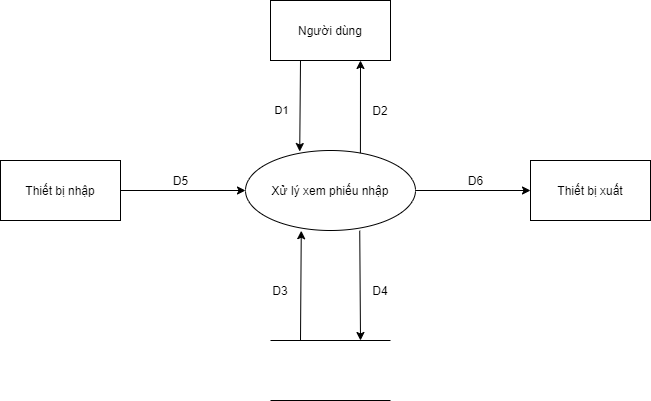 Người dùng
D1
D2
Thiết bị nhập
D5
Xử lý xem phiếu nhập
D6
Thiết bị xuất
D3
D4